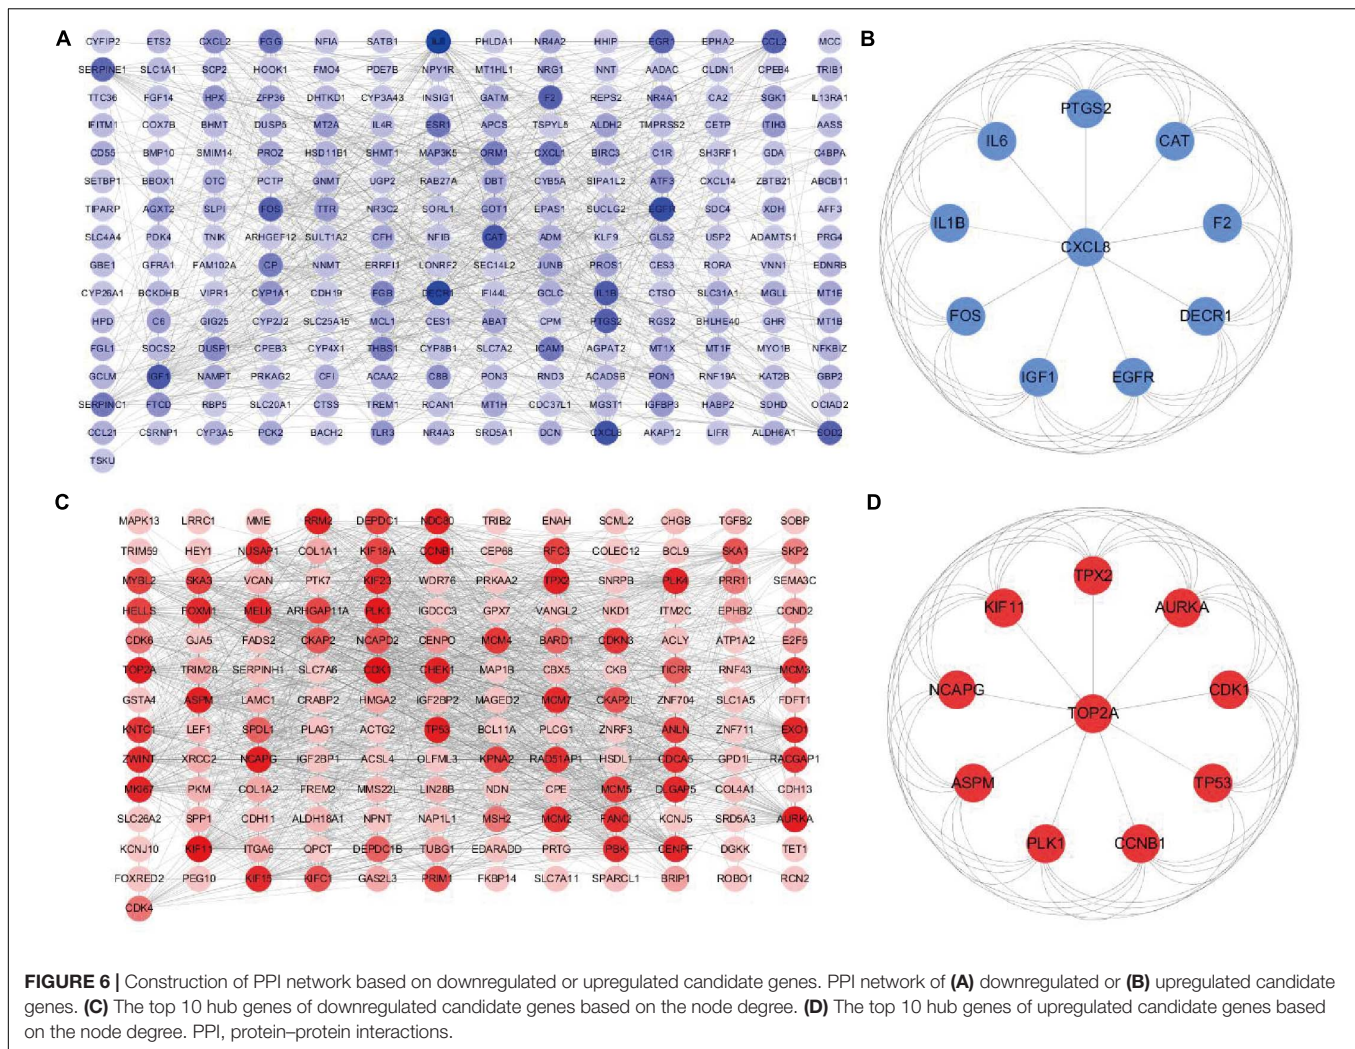 A
CYFIP2 ETS2 CXCL2 FGG NFIA SATB1 IL6 PHLDA1 NR4A2 HHIP EGR1 EPHA2 CCL2 MCC
SERPINE1 SLC1A1 SCP2 HOOK1 FMO4 PDE7B NPY1R MT1HL1 NRG1 NNT AADAC CLDN1 CPEB4 TRIB1
TTC36 FGF14 HPX ZFP36 DHTKD1 CYP3A43 INSIG1 GATM F2 REPS2 NR4A1 CA2 SGK1 IL13RA1
IFITM1 COX7B BHMT DUSP5 MT2A IL4R ESR1 APCS TSPYL5 ALDH2 TMPRSS2 CETP ITIH3 AASS
CD55 BMP10 SMIM14 PROZ HSD11B1 SHMT1 MAP3K5 ORM1 CXCL1 BIRC3 C1R SH3RF1 GDA C4BPA
SETBP1 BBOX1 OTC PCTP GNMT UGP2 RAB27A DBT CYB5A SIPA1L2 ATF3 CXCL14 ZBTB21 ABCB11
TIPARP AGXT2 SLPI FOS TTR NR3C2 SORL1 GOT1 EPAS1 SUCLG2 EGFR SDC4 XDH AFF3
SLC4A4 PDK4 TNIK ARHGEF12 SULT1A2 CFH NFIB CAT ADM KLF9 GLS2 USP2 ADAMTS1 PRG4
GBE1 GFRA1 FAM102A CP NNMT ERRFI1 LONRF2 SEC14L2 JUNB PROS1 CES3 RORA VNN1 EDNRB
CYP26A1 BCKDHB VIPR1 CYP1A1 CDH19 FGB DECR1 IFI44L GCLC IL1B CTSO SLC31A1 MGLL MT1E
HPD C6 GIG25 CYP2J2 SLC25A15 MCL1 CES1 ABAT CPM PTGS2 RGS2 BHLHE40 GHR MT1B
FGL1 SOCS2 DUSP1 CPEB3 CYP4X1 THBS1 CYP8B1 SLC7A2 ICAM1 AGPAT2 MT1X MT1F MYO1B NFKBIZ
GCLM IGF1 NAMPT PRKAG2 CFI ACAA2 C8B PON3 RND3 ACADSB PON1 RNF19A KAT2B GBP2
SERPINC1 FTCD RBP5 SLC20A1 CTSS TREM1 RCAN1 MT1H CDC37L1 MGST1 IGFBP3 HABP2 SDHD OCIAD2
CCL21 CSRNP1 CYP3A5 PCK2 BACH2 TLR3 NR4A3 SRD5A1 DCN CXCL8 AKAP12 LIFR ALDH6A1 SOD2
TSKU
B
PTGS2
IL6 CAT
IL1B F2
CXCL8
FOS DECR1
IGF1 EGFR
C
MAPK13 LRRC1 MME RRM2 DEPDC1 NDC80 TRIB2 ENAH SCML2 CHGB TGFB2 SOBP
TRIM59 HEY1 NUSAP1 COL1A1 KIF18A CCNB1 CEP68 RFC3 COLEC12 BCL9 SKA1 SKP2
MYBL2 SKA3 VCAN PTK7 KIF23 WDR76 PRKAA2 TPX2 SNRPB PLK4 PRR11 SEMA3C
HELLS FOXM1 MELK ARHGAP11A PLK1 IGDCC3 GPX7 VANGL2 NKD1 ITM2C EPHB2 CCND2
CDK6 GJA5 FADS2 CKAP2 NCAPD2 CENPO MCM4 BARD1 CDKN3 ACLY ATP1A2 E2F5
TOP2A TRIM28 SERPINH1 SLC7A6 CDK1 CHEK1 MAP1B CBX5 CKB TICRR RNF43 MCM3
GSTA4 ASPM LAMC1 CRABP2 HMGA2 IGF2BP2 MAGED2 MCM7 CKAP2L ZNF704 SLC1A5 FDFT1
KNTC1 LEF1 SPDL1 PLAG1 ACTG2 TP53 BCL11A PLCG1 ZNRF3 ANLN ZNF711 EXO1
ZWINT XRCC2 NCAPG IGF2BP1 ACSL4 OLFML3 KPNA2 RAD51AP1 HSDL1 CDCA5 GPD1L RACGAP1
MKI67 PKM COL1A2 FREM2 MMS22L LIN28B NDN CPE MCM5 DLGAP5 COL4A1 CDH13
SLC26A2 SPP1 CDH11 ALDH18A1 NPNT NAP1L1 MSH2 MCM2 FANCI KCNJ5 SRD5A3 AURKA
KCNJ10 KIF11 ITGA6 QPCT DEPDC1B TUBG1 EDARADD PRTG PBK CENPF DGKK TET1
FOXRED2 PEG10 KIF15 KIFC1 GAS2L3 PRIM1 FKBP14 SLC7A11 SPARCL1 BRIP1 ROBO1 RCN2
CDK4
D
TPX2
KIF11 AURKA
NCAPG CDK1
TOP2A
ASPM TP53
PLK1 CCNB1
FIGURE 6 | Construction of PPI network based on downregulated or upregulated candidate genes. PPI network of (A) downregulated or (B) upregulated candidate
genes. (C) The top 10 hub genes of downregulated candidate genes based on the node degree. (D) The top 10 hub genes of upregulated candidate genes based
on the node degree. PPI, protein–protein interactions.